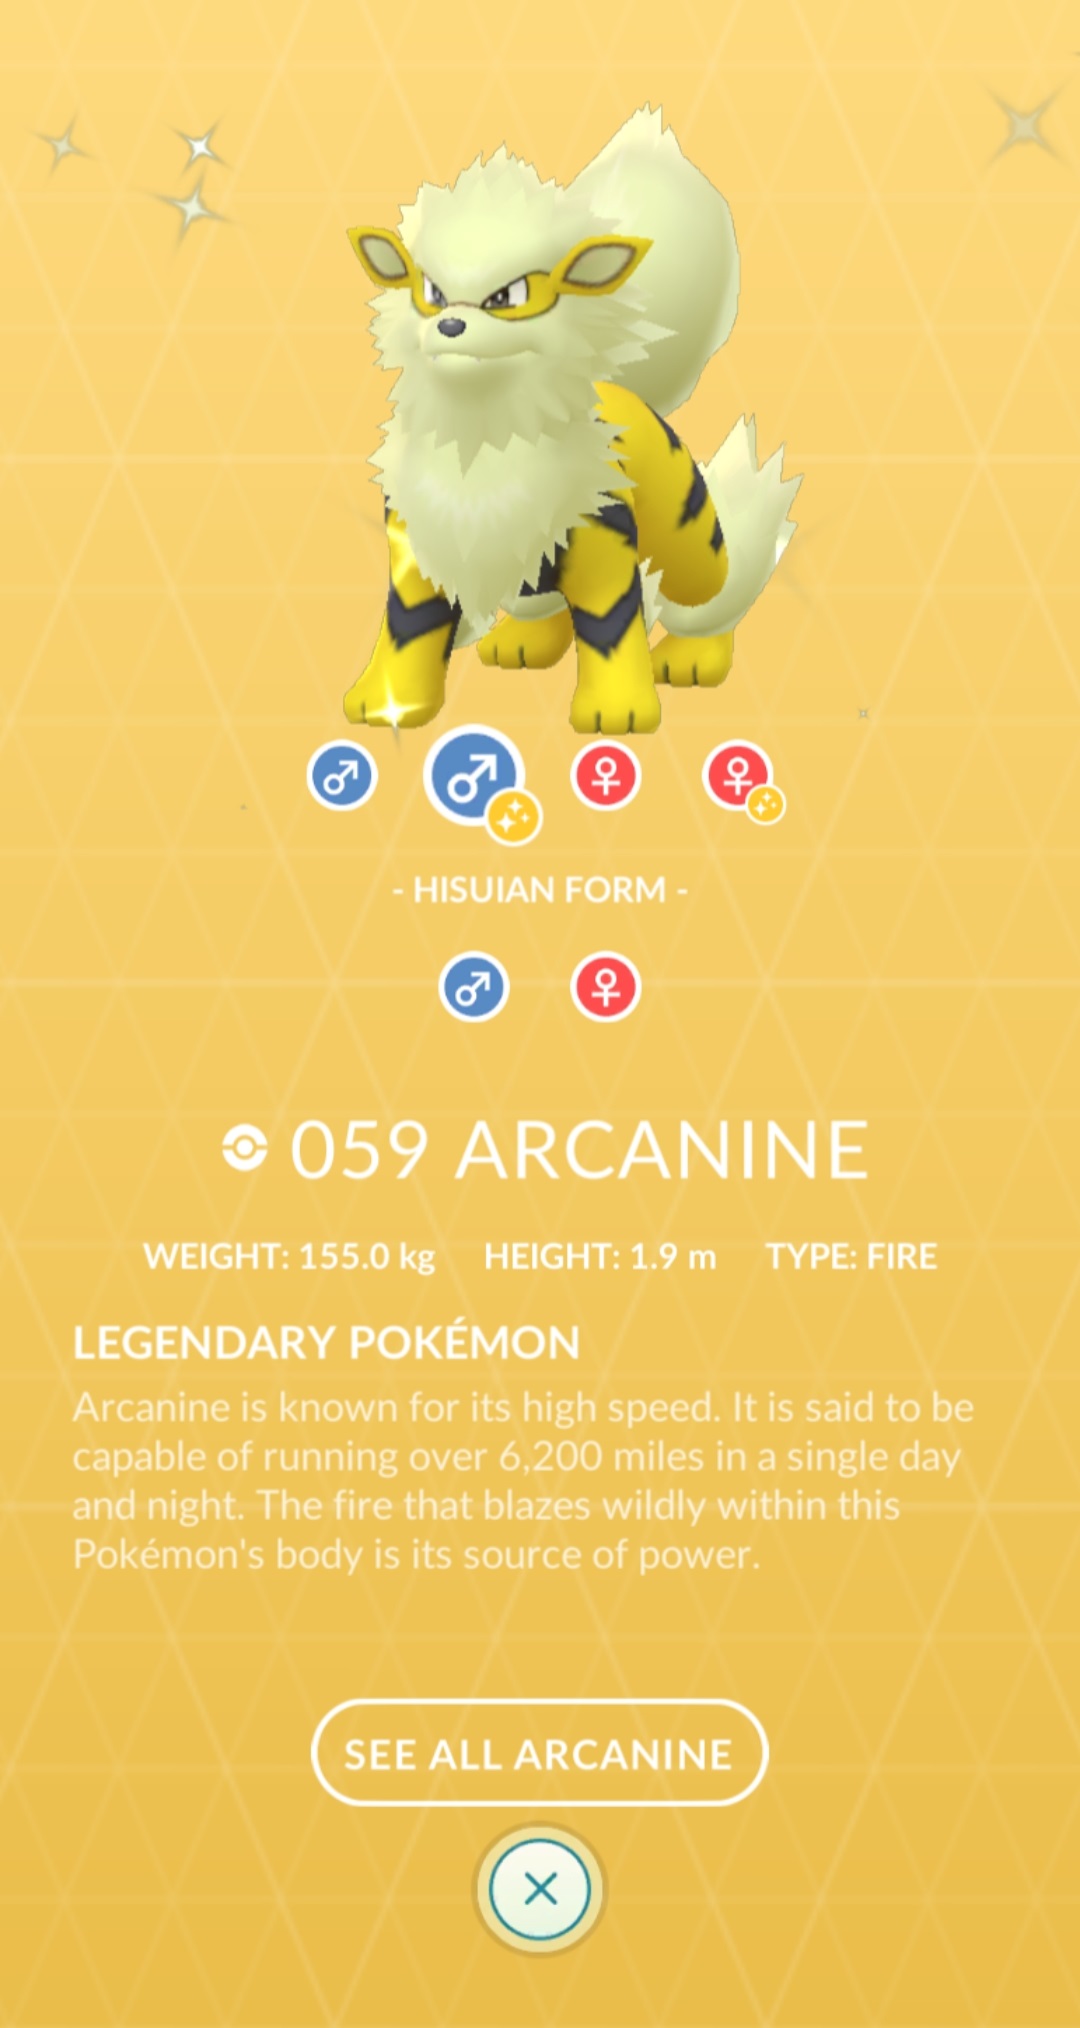 - HISUIAN FORM -
059 ARCANINE
WEIGHT: 155.0 kg HEIGHT: 1.9 m TYPE: FIRE
LEGENDARY POKÉMON
Arcanine is known for its high speed. It is said to be
capable of running over 6,200 miles in a single day
and night. The fire that blazes wildly within this
Pokémon's body is its source of power.
SEE ALL ARCANINE